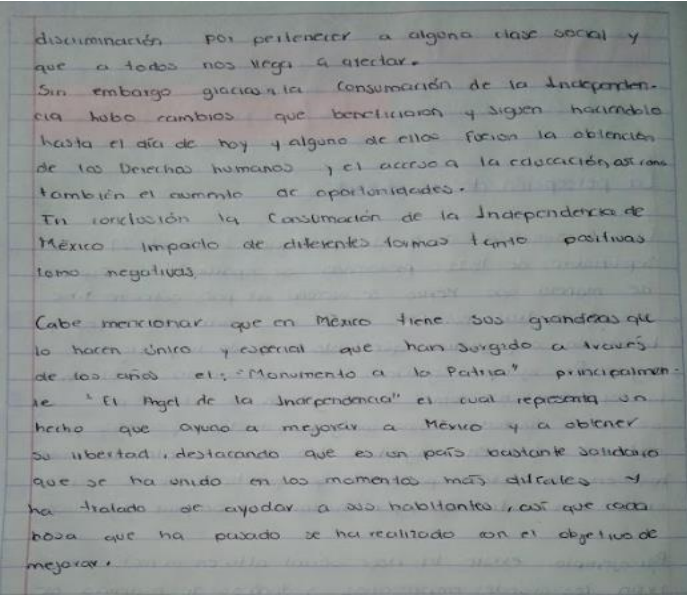 discriminación por pertenecer a alguna clase social y
que a todos nos llega a afectar.
Sin embargo gracias a la Consumación de la Independen-
cia hubo cambios que beneficiaron y siguen haciendolo
hasta el día de hoy y alguno de ellos fueron la obtención
de los Derechos humanos, el acceso a la educación, asi como
también el aumento de oportunidades.
En conclusión la Consumación de la Independencia de
México impacto de diferentes formas tanto positivas
como negativas.
Cabe mencionar que en México tiene sus grandezas que
lo hacen único y especial que han surgido a través
de los años el: "Monumento a la Patria" principalmen-
te "El Angel de la Independencia" el cual representa un
hecho que ayudo a mejorar a México y a obtener
su libertad, destacando que es un país bastante solidario
que se ha unido en los momentos más dificiles y
ha tratado de ayudar a sus habitantes, así que cada
cosa que ha pasado se ha realizado con el objetivo de
mejorar.